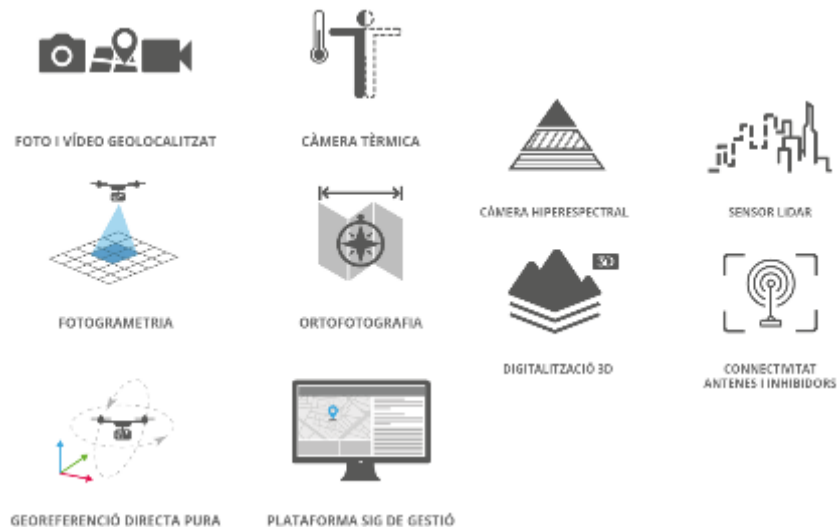 FOTO I VÍDEO GEOLOCALITZAT
CÀMERA TÈRMICA
CÀMERA HIPERESPECTRAL
SENSOR LIDAR
FOTOGRAMETRIA
ORTOFOTOGRAFIA
3D
DIGITALITZACIÓ 3D
CONNECTIVITAT
ANTENES I INHIBIDORS
GEOREFERENCIÓ DIRECTA PURA
PLATAFORMA SIG DE GESTIÓ